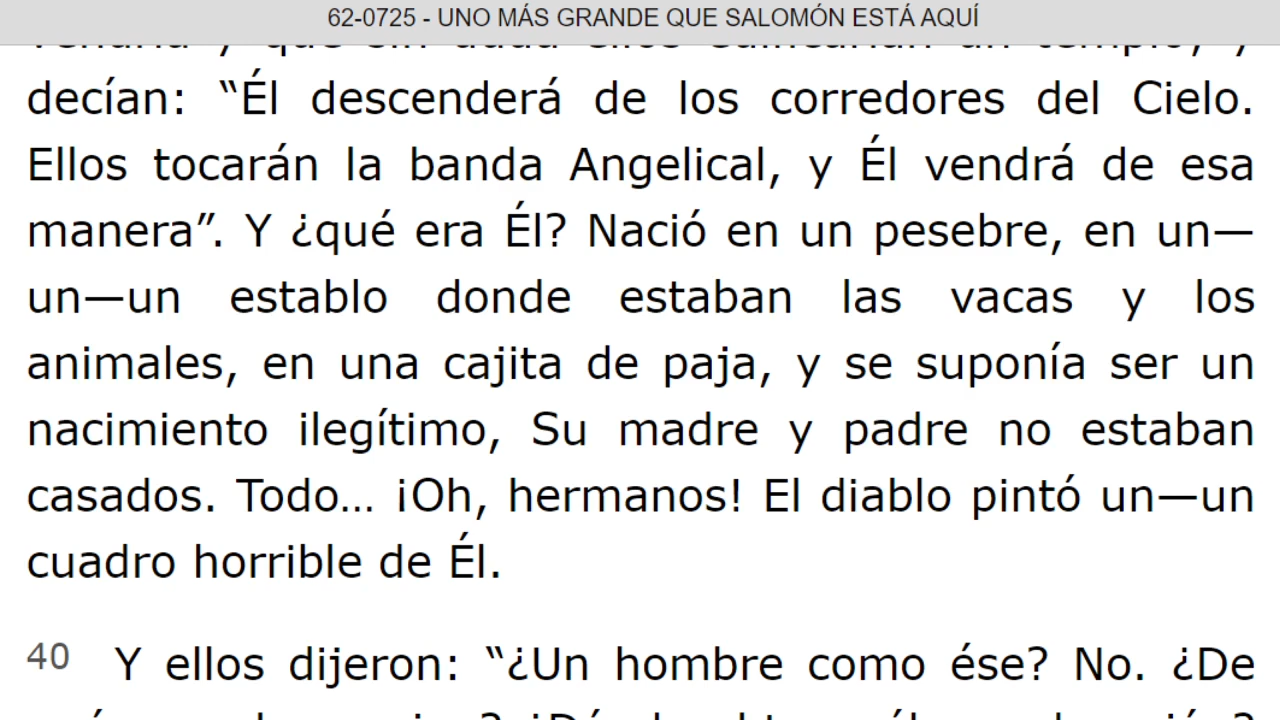 62-0725 - UNO MÁS GRANDE QUE SALOMÓN ESTÁ AQUÍ
decían: “Él descenderá de los corredores del Cielo.
Ellos tocarán la banda Angelical, y Él vendrá de esa
manera”. Y ¿qué era Él? Nació en un pesebre, en un—
un—un establo donde estaban las vacas y los
animales, en una cajita de paja, y se suponía ser un
nacimiento ilegítimo, Su madre y padre no estaban
casados. Todo… ¡Oh, hermanos! El diablo pintó un—un
cuadro horrible de Él.
40 Y ellos dijeron: “¿Un hombre como ése? No. ¿De